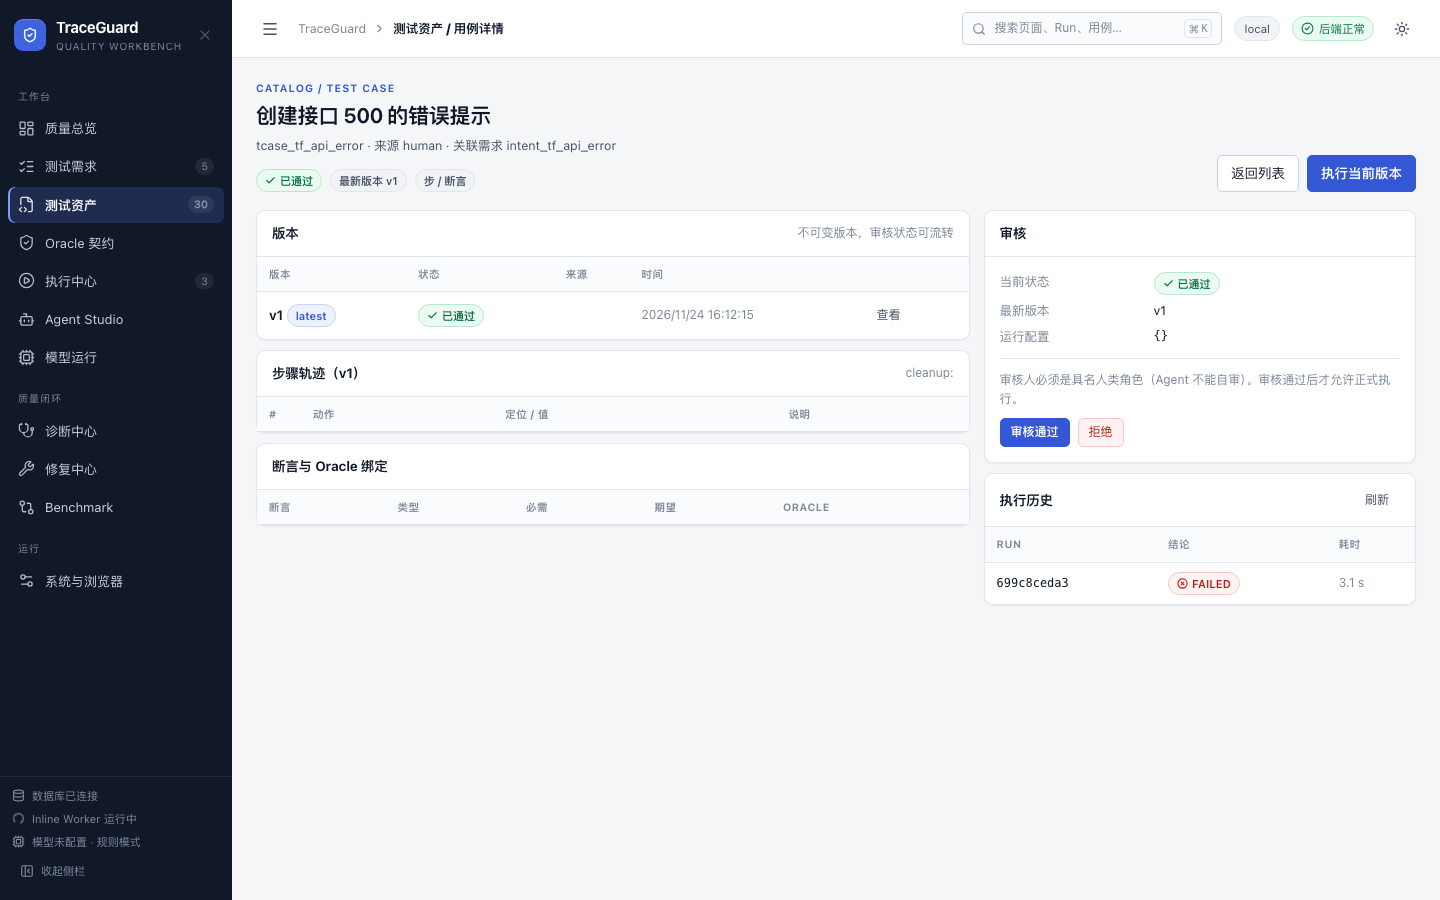 TraceGuard
QUALITY WORKBENCH
工作台
质量总览
测试需求 5
测试资产 30
Oracle 契约
执行中心 3
Agent Studio
模型运行
质量闭环
诊断中心
修复中心
Benchmark
运行
系统与浏览器
数据库已连接
Inline Worker 运行中
模型未配置 · 规则模式
收起侧栏
TraceGuard > 测试资产 / 用例详情
搜索页面、Run、用例... ⌘ K
local
后端正常
CATALOG / TEST CASE
创建接口 500 的错误提示
tcase_tf_api_error · 来源 human · 关联需求 intent_tf_api_error
已通过 最新版本 v1 步 / 断言
返回列表 执行当前版本
版本 不可变版本，审核状态可流转
版本 状态 来源 时间
v1 latest 已通过 2026/11/24 16:12:15 查看
步骤轨迹（v1） cleanup:
# 动作 定位 / 值 说明
断言与 Oracle 绑定
断言 类型 必需 期望 ORACLE
审核
当前状态 已通过
最新版本 v1
运行配置 {}
审核人必须是具名人类角色（Agent 不能自审）。审核通过后才允许正式执
行。
审核通过 拒绝
执行历史 刷新
RUN 结论 耗时
699c8ceda3 FAILED 3.1 s